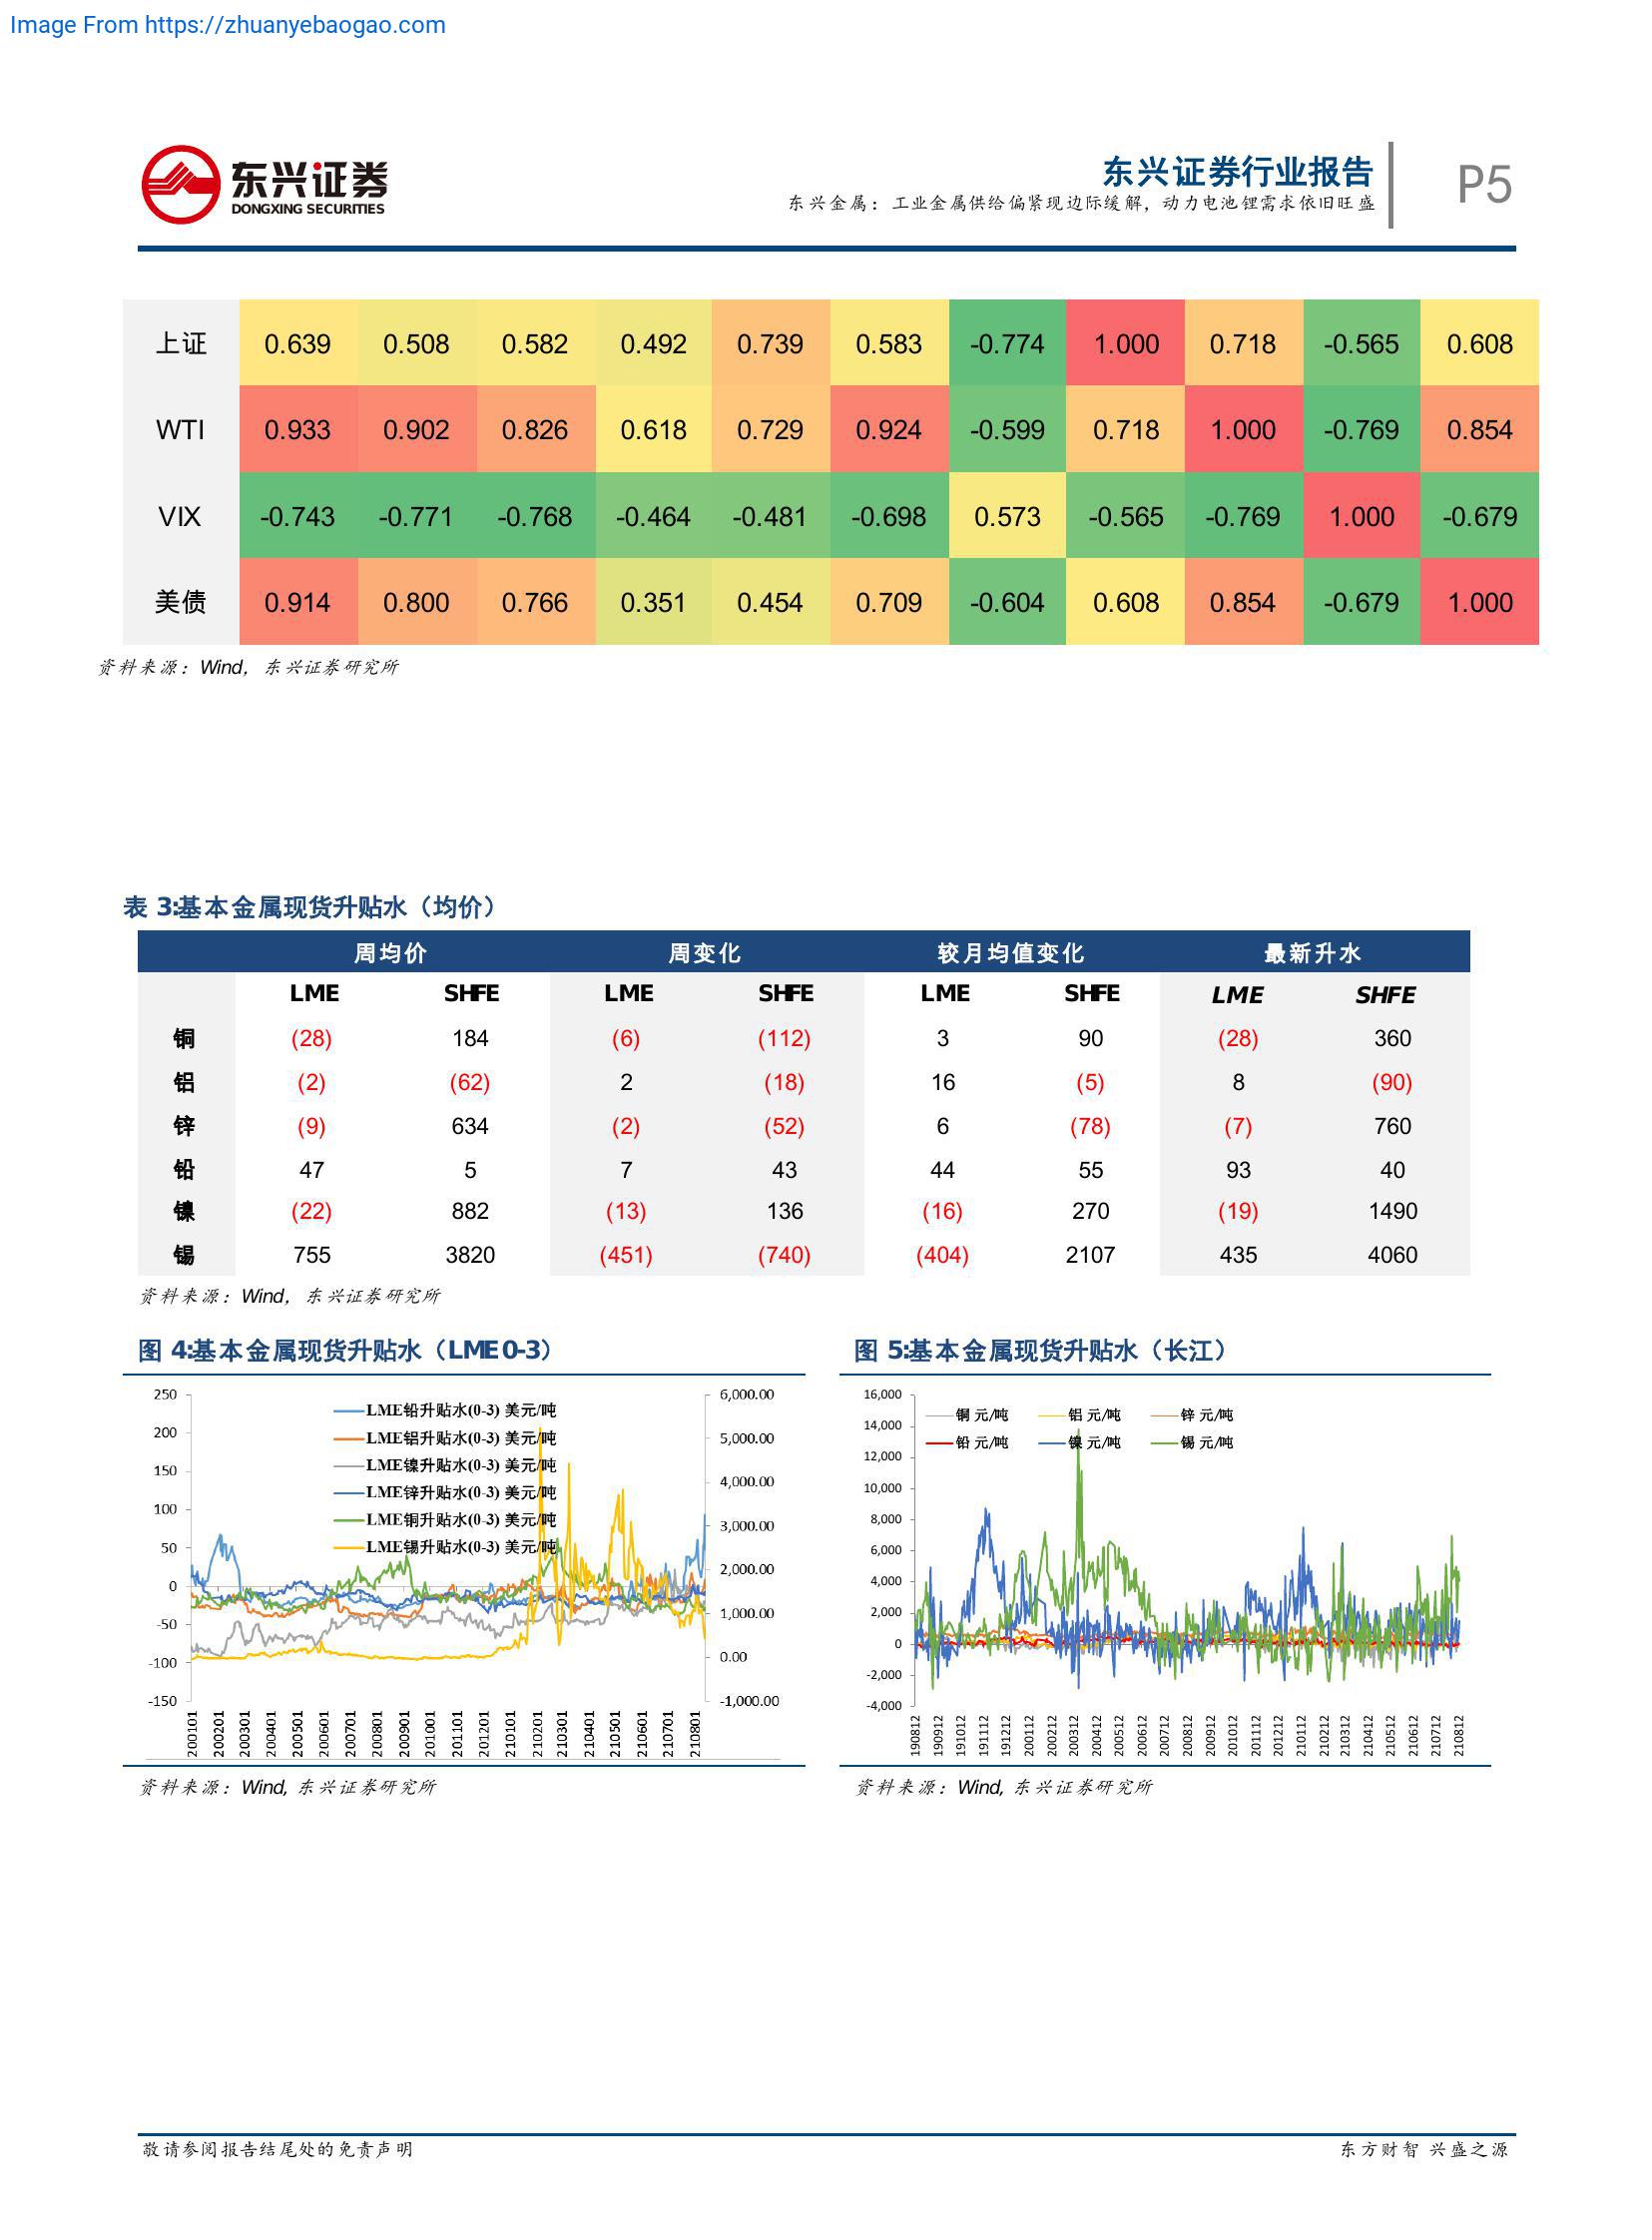 Image From https://zhuanyebaogao.com
东兴证券
DONGXING SECURITIES
东兴证券行业报告
东兴金属：工业金属供给偏紧现边际缓解，动力电池锂需求依旧旺盛
P5
上证 0.639 0.508 0.582 0.492 0.739 0.583 -0.774 1.000 0.718 -0.565 0.608
WTI 0.933 0.902 0.826 0.618 0.729 0.924 -0.599 0.718 1.000 -0.769 0.854
VIX -0.743 -0.771 -0.768 -0.464 -0.481 -0.698 0.573 -0.565 -0.769 1.000 -0.679
美债 0.914 0.800 0.766 0.351 0.454 0.709 -0.604 0.608 0.854 -0.679 1.000
资料来源：Wind，东兴证券研究所
表 3:基本金属现货升贴水（均价）
周均价 周变化 较月均值变化 最新升水
LME SHFE LME SHFE LME SHFE LME SHFE
铜 (28) 184 (6) (112) 3 90 (28) 360
铝 (2) (62) 2 (18) 16 (5) 8 (90)
锌 (9) 634 (2) (52) 6 (78) (7) 760
铅 47 5 7 43 44 55 93 40
镍 (22) 882 (13) 136 (16) 270 (19) 1490
锡 755 3820 (451) (740) (404) 2107 435 4060
资料来源：Wind，东兴证券研究所
图 4:基本金属现货升贴水（LME0-3）
250
200
150
100
50
0
-50
-100
-150
LME铅升贴水(0-3) 美元/吨
LME铝升贴水(0-3) 美元/吨
LME镍升贴水(0-3) 美元/吨
LME锌升贴水(0-3) 美元/吨
LME铜升贴水(0-3) 美元/吨
LME锡升贴水(0-3) 美元/吨
6,000.00
5,000.00
4,000.00
3,000.00
2,000.00
1,000.00
0.00
-1,000.00
200101 200201 200301 200401 200501 200601 200701 200801 200901 201001 201101 201201 210101 210201 210301 210401 210501 210601 210701 210801
资料来源：Wind, 东兴证券研究所
图 5:基本金属现货升贴水（长江）
16,000
14,000
12,000
10,000
8,000
6,000
4,000
2,000
0
-2,000
-4,000
铜 元/吨 铝 元/吨 锌 元/吨
铅 元/吨 镍 元/吨 锡 元/吨
190812 190912 191012 191112 191212 200112 200212 200312 200412 200512 200612 200712 200812 200912 201012 201112 201212 210112 210212 210312 210412 210512 210612 210712 210812
资料来源：Wind, 东兴证券研究所
敬请参阅报告结尾处的免责声明
东方财智 兴盛之源